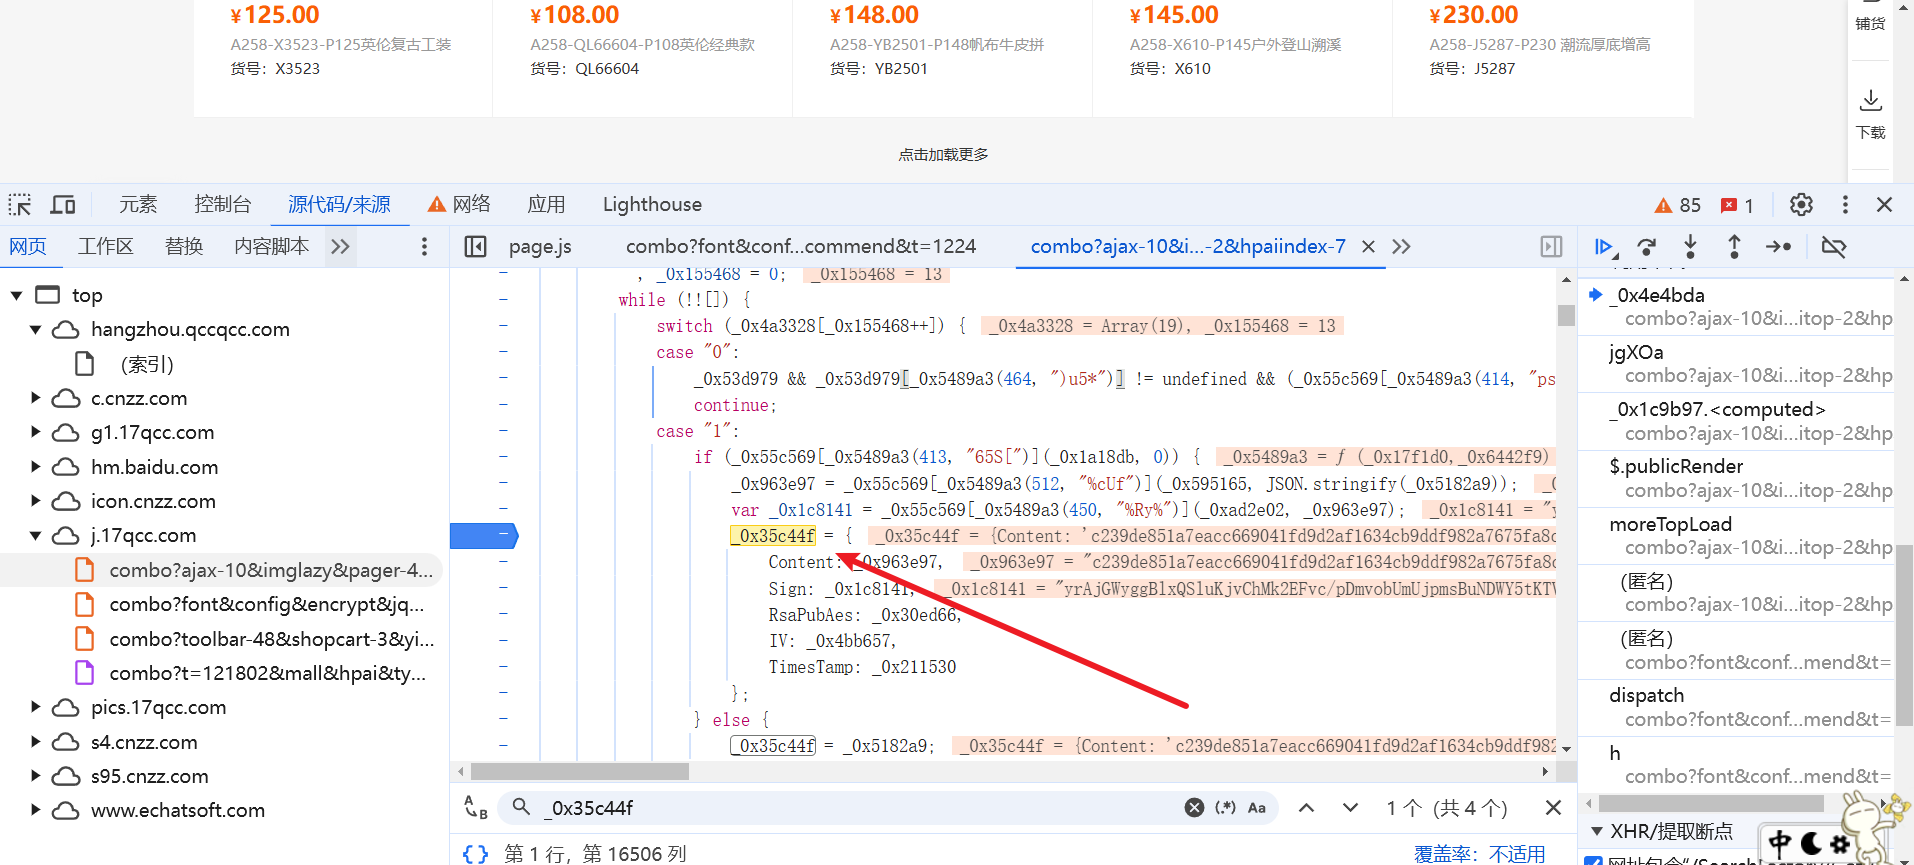 ¥125.00
A258-X3523-P125英伦复古工装
货号：X3523
¥108.00
A258-QL66604-P108英伦经典款
货号：QL66604
¥148.00
A258-YB2501-P148帆布牛皮拼
货号：YB2501
¥145.00
A258-X610-P145户外登山溯溪
货号：X610
¥230.00
A258-J5287-P230 潮流厚底增高
货号：J5287
铺货
下载
点击加载更多
元素 控制台 源代码/来源 网络 应用 Lighthouse 85 1
网页 工作区 替换 内容脚本
page.js combo?font&conf...commend&t=1224 combo?ajax-10&i...-2&hpaiindex-7
top
hangzhou.qccqcc.com
(索引)
c.cnzz.com
g1.17qcc.com
hm.baidu.com
icon.cnzz.com
j.17qcc.com
combo?ajax-10&imglazy&pager-4...
combo?font&config&encrypt&jq...
combo?toolbar-48&shopcart-3&yi...
combo?t=121802&mall&hpai&ty...
pics.17qcc.com
s4.cnzz.com
s95.cnzz.com
www.echatsoft.com
, _0x155468 = 0; _0x155468 = 13
while (!![]) {
switch (_0x4a3328[_0x155468++]) { _0x4a3328 = Array(19), _0x155468 = 13
case "0":
_0x53d979 && _0x53d979[_0x5489a3(464, ")u5*")] != undefined && (_0x55c569[_0x5489a3(414, "ps
continue;
case "1":
if (_0x55c569[_0x5489a3(413, "65S[")](_0x1a18db, 0)) { _0x5489a3 = ƒ (_0x17f1d0,_0x6442f9)
_0x963e97 = _0x55c569[_0x5489a3(512, "%cUf")](_0x595165, JSON.stringify(_0x5182a9));
var _0x1c8141 = _0x55c569[_0x5489a3(450, "%Ry%")](_0xad2e02, _0x963e97); _0x1c8141 = "y
_0x35c44f = { _0x35c44f = {Content: 'c239de851a7eacc669041fd9d2af1634cb9ddf982a7675fa8c
Content: _0x963e97, _0x963e97 = "c239de851a7eacc669041fd9d2af1634cb9ddf982a7675fa8c
Sign: _0x1c8141, _0x1c8141 = "yrAjGWyggBlxQSluKjvChMk2EFvc/pDmvobUmUjpmsBuNDWY5tKTV
RsaPubAes: _0x30ed66,
IV: _0x4bb657,
TimesTamp: _0x211530
};
} else {
_0x35c44f = _0x5182a9; _0x35c44f = {Content: 'c239de851a7eacc669041fd9d2af1634cb9ddf982
_0x35c44f
(.*) Aa
1 个 (共 4 个)
{} 第 1 行，第 16506 列
覆盖率：不适用
_0x4e4bda
combo?ajax-10&i...itop-2&hp
jgXOa
combo?ajax-10&i...itop-2&hp
_0x1c9b97.<computed>
combo?ajax-10&i...itop-2&hp
$.publicRender
combo?ajax-10&i...itop-2&hp
moreTopLoad
combo?ajax-10&i...itop-2&hp
(匿名)
combo?ajax-10&i...itop-2&hp
(匿名)
combo?font&conf...mend&t=
dispatch
combo?font&conf...mend&t=
h
combo?font&conf...mend&t=
XHR/提取断点
中